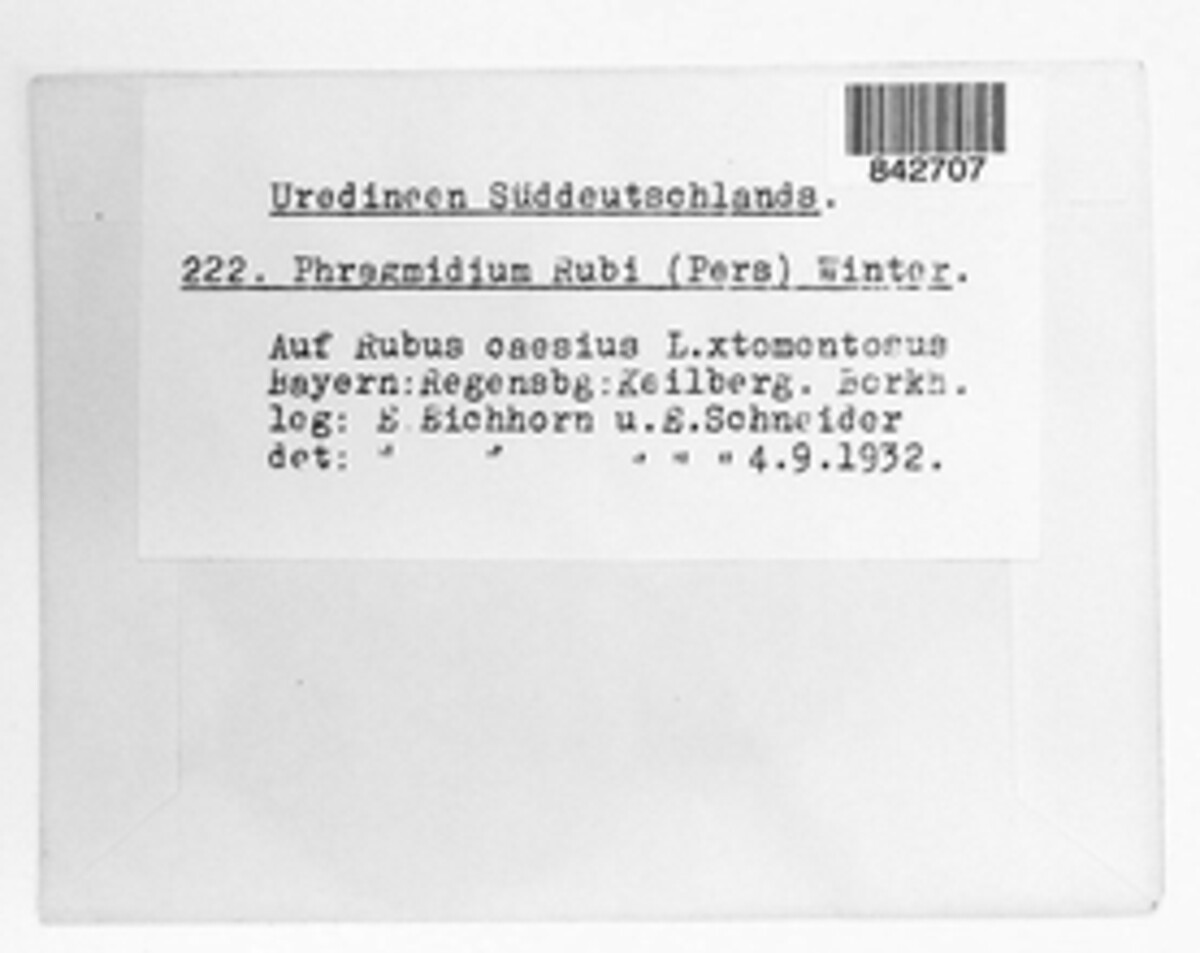 842707
Uredineen Süddeutschlands.
222. Phragmidium Rubi (Pers) Winter.
Auf Rubus caesius L.xtomentosus
Bayern:Regensbg:Keilberg. Borkh.
leg: E.Eichhorn u.E.Schneider
det: " " " " " 4.9.1932.